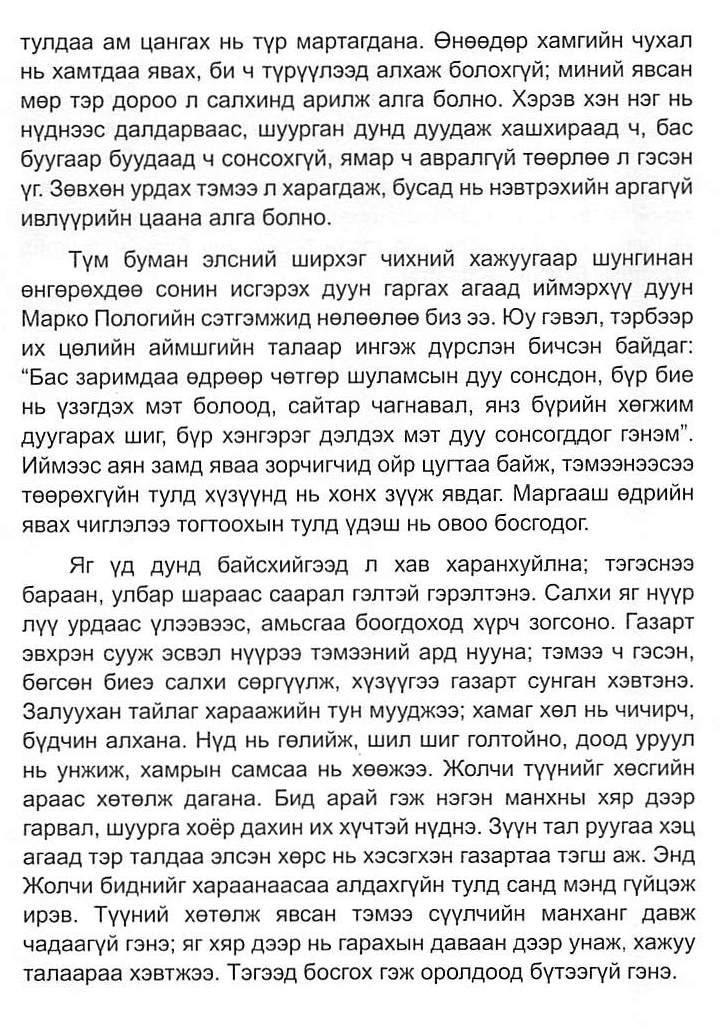 тулдаа ам цангах нь түр мартагдана. Өнөөдөр хамгийн чухал
нь хамтдаа явах, би ч түрүүлээд алхаж болохгүй; миний явсан
мөр тэр дороо л салхинд арилж алга болно. Хэрэв хэн нэг нь
нүднээс далдарваас, шуурган дунд дуудаж хашхираад ч, бас
буугаар буудаад ч сонсохгүй, ямар ч авралгүй төөрлөө л гэсэн
үг. Зөвхөн урдах тэмээ л харагдаж, бусад нь нэвтрэхийн аргагүй
ивлүүрийн цаана алга болно.
Түм буман элсний ширхэг чихний хажуугаар шунгинан
өнгөрөхдөө сонин исгэрэх дуун гаргах агаад иймэрхүү дуун
Марко Пологийн сэтгэмжид нөлөөлөө биз ээ. Юу гэвэл, тэрбээр
их цөлийн аймшгийн талаар ингэж дүрслэн бичсэн байдаг:
“Бас заримдаа өдрөөр чөтгөр шуламсын дуу сонсдон, бүр бие
нь үзэгдэх мэт болоод, сайтар чагнавал, янз бүрийн хөгжим
дуугарах шиг, бүр хэнгэрэг дэлдэх мэт дуу сонсогддог гэнэм”.
Иймээс аян замд яваа зорчигчид ойр цугтаа байж, тэмээнээсээ
төөрөхгүйн тулд хүзүүнд нь хонх зүүж явдаг. Маргааш өдрийн
явах чиглэлээ тогтоохын тулд үдэш нь овоо босгодог.
Яг үд дунд байсхийгээд л хав харанхуйлна; тэгэснээ
бараан, улбар шараас саарал гэлтэй гэрэлтэнэ. Салхи яг нүүр
лүү урдаас үлээвээс, амьсгаа боогдоход хүрч зогсоно. Газарт
эвхрэн сууж эсвэл нүүрээ тэмээний ард нууна; тэмээ ч гэсэн,
бөгсөн биеэ салхи сөргүүлж, хүзүүгээ газарт сунган хэвтэнэ.
Залуухан тайлаг хараажийн тун мууджээ; хамаг хөл нь чичирч,
бүдчин алхана. Нүд нь гөлийж, шил шиг голтойно, доод уруул
нь унжиж, хамрын самсаа нь хөөжээ. Жолчи түүнийг хөсгийн
араас хөтөлж дагана. Бид арай гэж нэгэн манхны хяр дээр
гарвал, шуурга хоёр дахин их хүчтэй нүднэ. Зүүн тал руугаа хэц
агаад тэр талдаа элсэн хөрс нь хэсэгхэн газартаа тэгш аж. Энд
Жолчи биднийг хараанаасаа алдахгүйн тулд санд мэнд гүйцэж
ирэв. Түүний хөтөлж явсан тэмээ сүүлчийн манханг давж
чадаагүй гэнэ; яг хяр дээр нь гарахын даваан дээр унаж, хажуу
талаараа хэвтжээ. Тэгээд босгох гэж оролдоод бүтээгүй гэнэ.